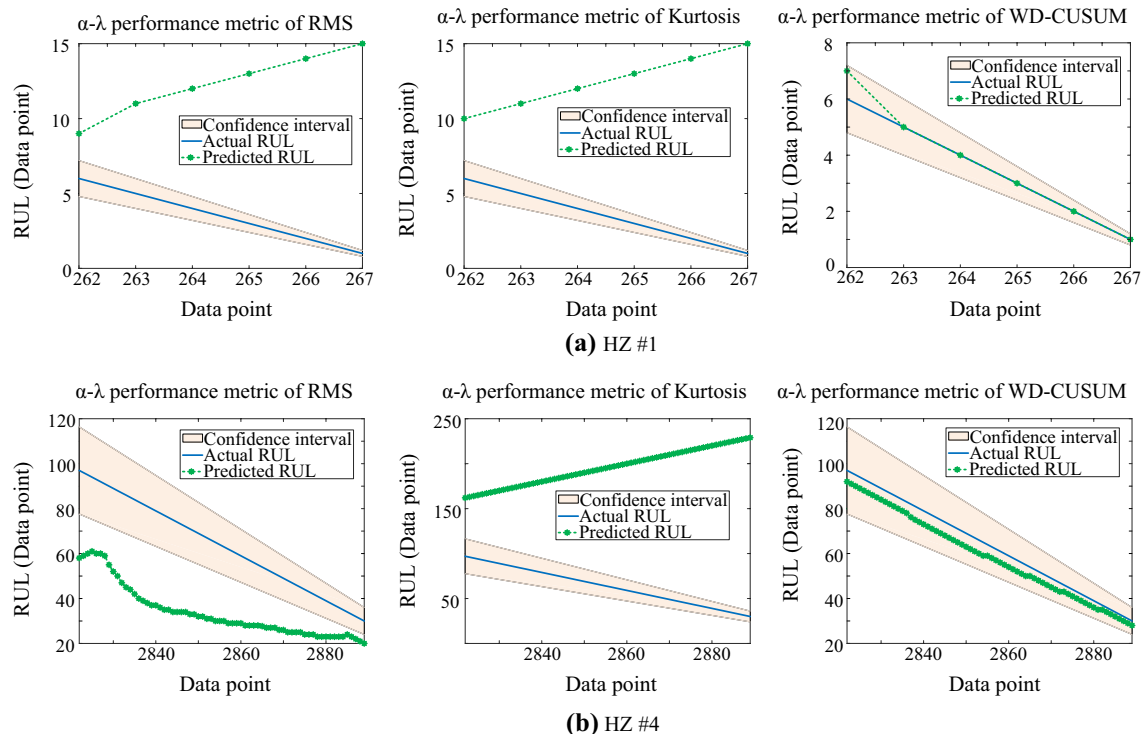 α-λ performance metric of RMS
15
10
5
0
262 263 264 265 266 267
RUL (Data point)
Data point
Confidence interval
Actual RUL
Predicted RUL
α-λ performance metric of Kurtosis
15
10
5
0
262 263 264 265 266 267
RUL (Data point)
Data point
Confidence interval
Actual RUL
Predicted RUL
α-λ performance metric of WD-CUSUM
8
6
4
2
0
262 263 264 265 266 267
RUL (Data point)
Data point
Confidence interval
Actual RUL
Predicted RUL
(a) HZ #1
α-λ performance metric of RMS
120
100
80
60
40
20
2840 2860 2880
RUL (Data point)
Data point
Confidence interval
Actual RUL
Predicted RUL
α-λ performance metric of Kurtosis
250
150
50
2840 2860 2880
RUL (Data point)
Data point
Confidence interval
Actual RUL
Predicted RUL
α-λ performance metric of WD-CUSUM
120
100
80
60
40
20
2840 2860 2880
RUL (Data point)
Data point
Confidence interval
Actual RUL
Predicted RUL
(b) HZ #4